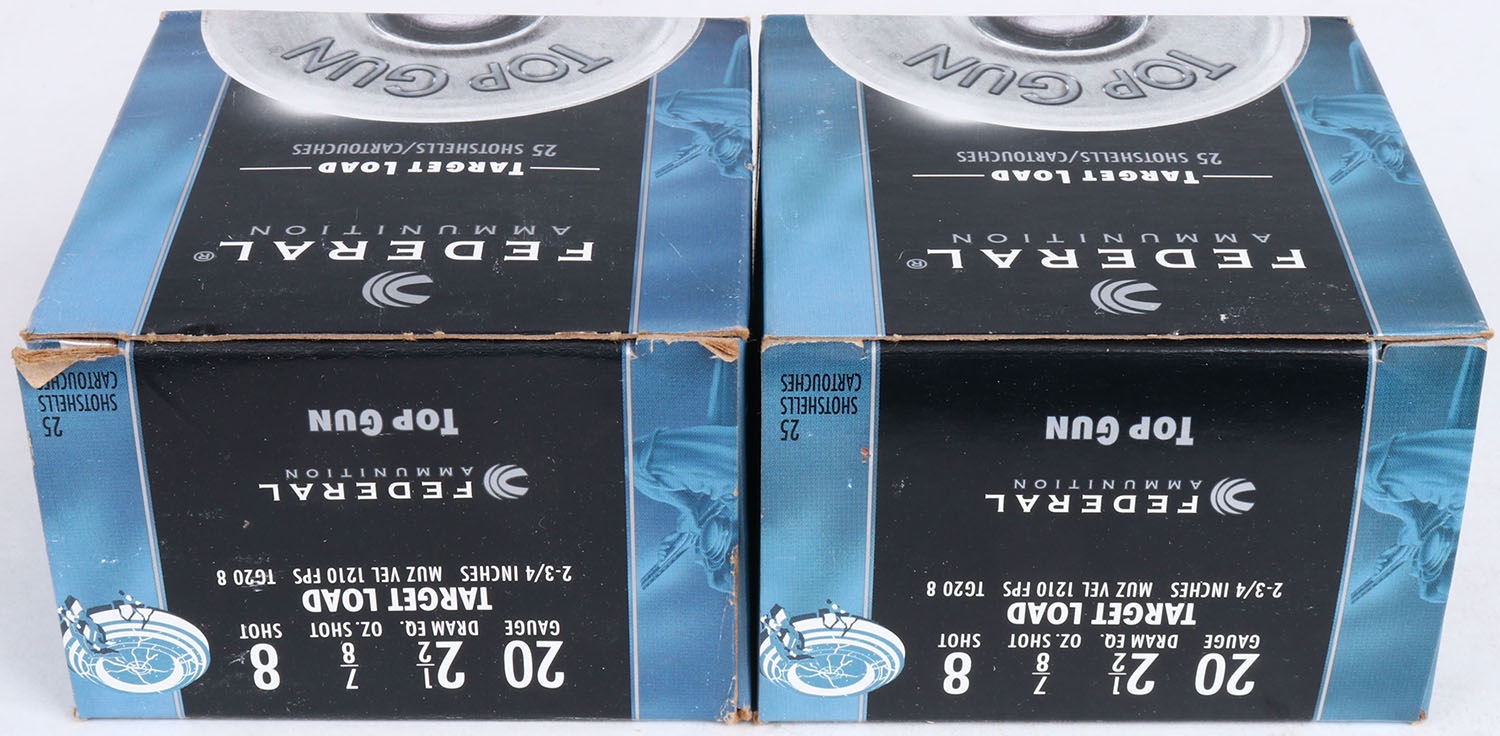 20 2 1/2 7/8 8
GAUGE DRAM EQ. OZ. SHOT SHOT
TARGET LOAD
2-3/4 INCHES MUZ VEL 1210 FPS TG20 8
FEDERAL
AMMUNITION
TOP GUN
25
SHOTSHELLS
CARTOUCHES
FEDERAL®
AMMUNITION
TARGET LOAD
25 SHOTSHELLS/CARTOUCHES
TOP GUN
20 2 1/2 7/8 8
GAUGE DRAM EQ. OZ. SHOT SHOT
TARGET LOAD
2-3/4 INCHES MUZ VEL 1210 FPS TG20 8
FEDERAL
AMMUNITION
TOP GUN
25
SHOTSHELLS
CARTOUCHES
FEDERAL®
AMMUNITION
TARGET LOAD
25 SHOTSHELLS/CARTOUCHES
TOP GUN